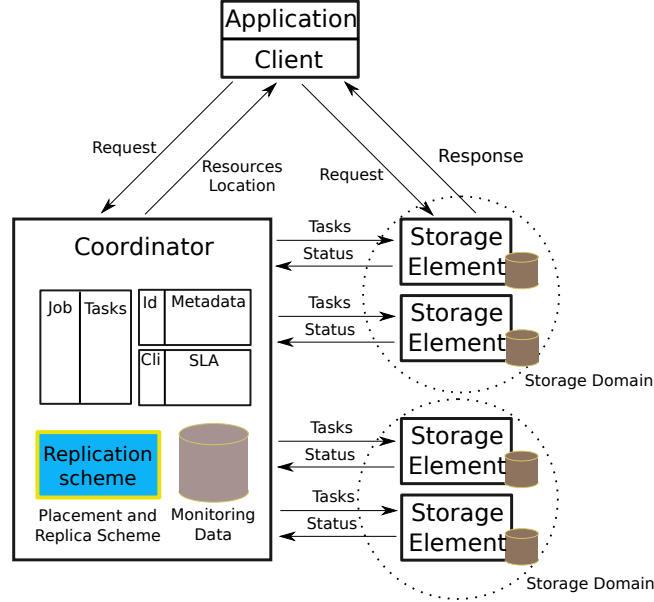 Application
Client
Request
Resources
Location
Request
Response
Coordinator
Job
Tasks
Id
Metadata
Cli
SLA
Replication
scheme
Placement and
Replica Scheme
Monitoring
Data
Tasks
Status
Tasks
Status
Tasks
Status
Tasks
Status
Storage
Element
Storage
Element
Storage Domain
Storage
Element
Storage
Element
Storage Domain